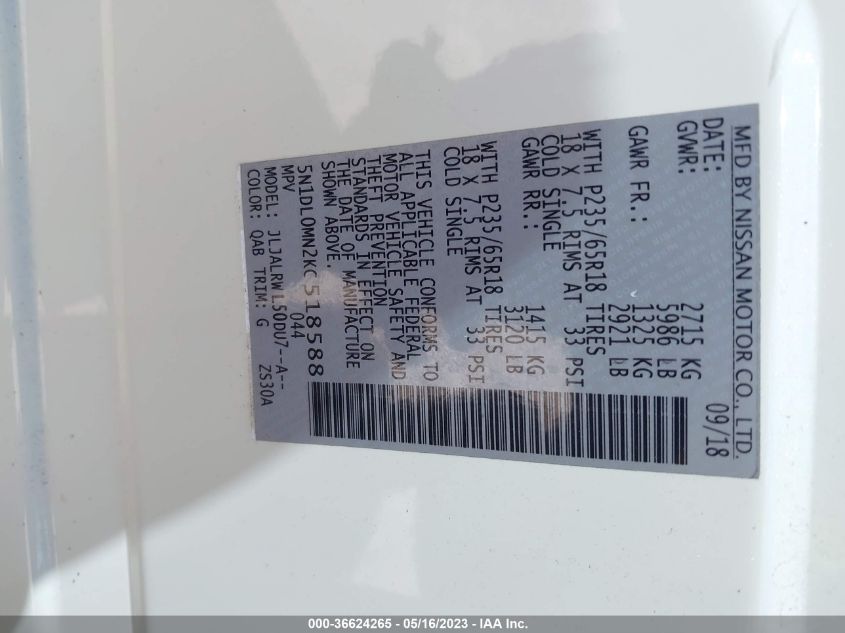 MFD BY NISSAN MOTOR CO., LTD.
DATE: 09/18
GVWR: 2715 KG
5986 LB
GAWR FR.: 1325 KG
2921 LB
WITH P235/65R18 TIRES
18 X 7.5 RIMS AT 33 PSI
COLD SINGLE
GAWR RR.: 1415 KG
3120 LB
WITH P235/65R18 TIRES
18 X 7.5 RIMS AT 33 PSI
COLD SINGLE
THIS VEHICLE CONFORMS TO
ALL APPLICABLE FEDERAL
MOTOR VEHICLE SAFETY AND
THEFT PREVENTION
STANDARDS IN EFFECT ON
THE DATE OF MANUFACTURE
SHOWN ABOVE.
5N1DL0MN2KC518588
MPV 044
MODEL: JLJALRWL50DU7--A--
COLOR: QAB TRIM: G ZS30A
000-36624265 - 05/16/2023 - IAA Inc.